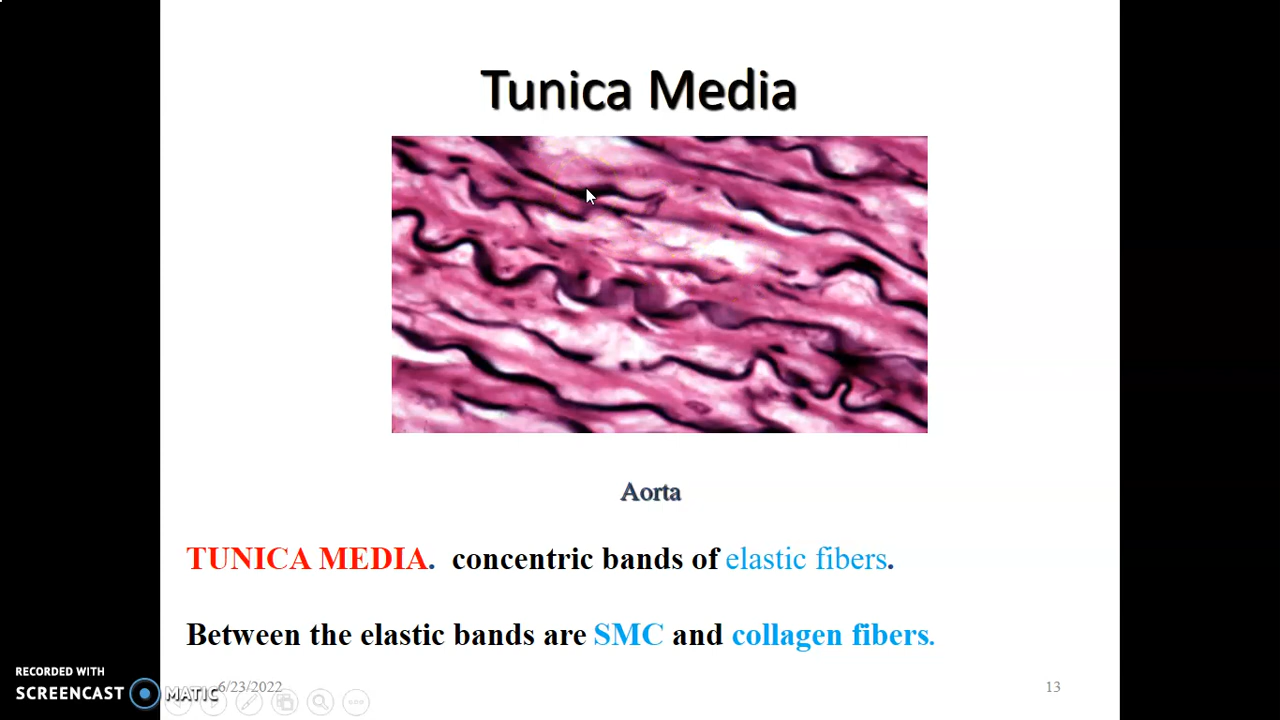 Tunica Media
Aorta
TUNICA MEDIA. concentric bands of elastic fibers.
Between the elastic bands are SMC and collagen fibers.
RECORDED WITH
SCREENCAST MATIC
6/23/2022
13